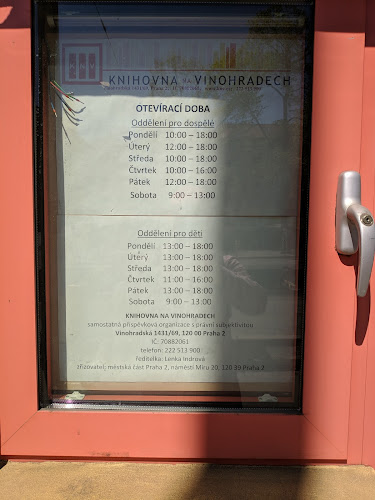 KNIHOVNA NA VINOHRADECH
OTEVÍRACÍ DOBA
Oddělení pro dospělé
Pondělí 10:00 – 18:00
Úterý 12:00 – 18:00
Středa 10:00 – 18:00
Čtvrtek 10:00 – 16:00
Pátek 12:00 – 18:00
Sobota 9:00 – 13:00
Oddělení pro děti
Pondělí 13:00 – 18:00
Úterý 13:00 – 18:00
Středa 13:00 – 18:00
Čtvrtek 11:00 – 16:00
Pátek 13:00 – 18:00
Sobota 9:00 – 13:00
KNIHOVNA NA VINOHRADECH
samostatná příspěvková organizace s právní subjektivitou
Vinohradská 1431/69, 120 00 Praha 2
IČ: 70882061
telefon: 222 513 900
ředitelka: Lenka Indrová
zřizovatel: městská část Praha 2, náměstí Míru 20, 120 39 Praha 2